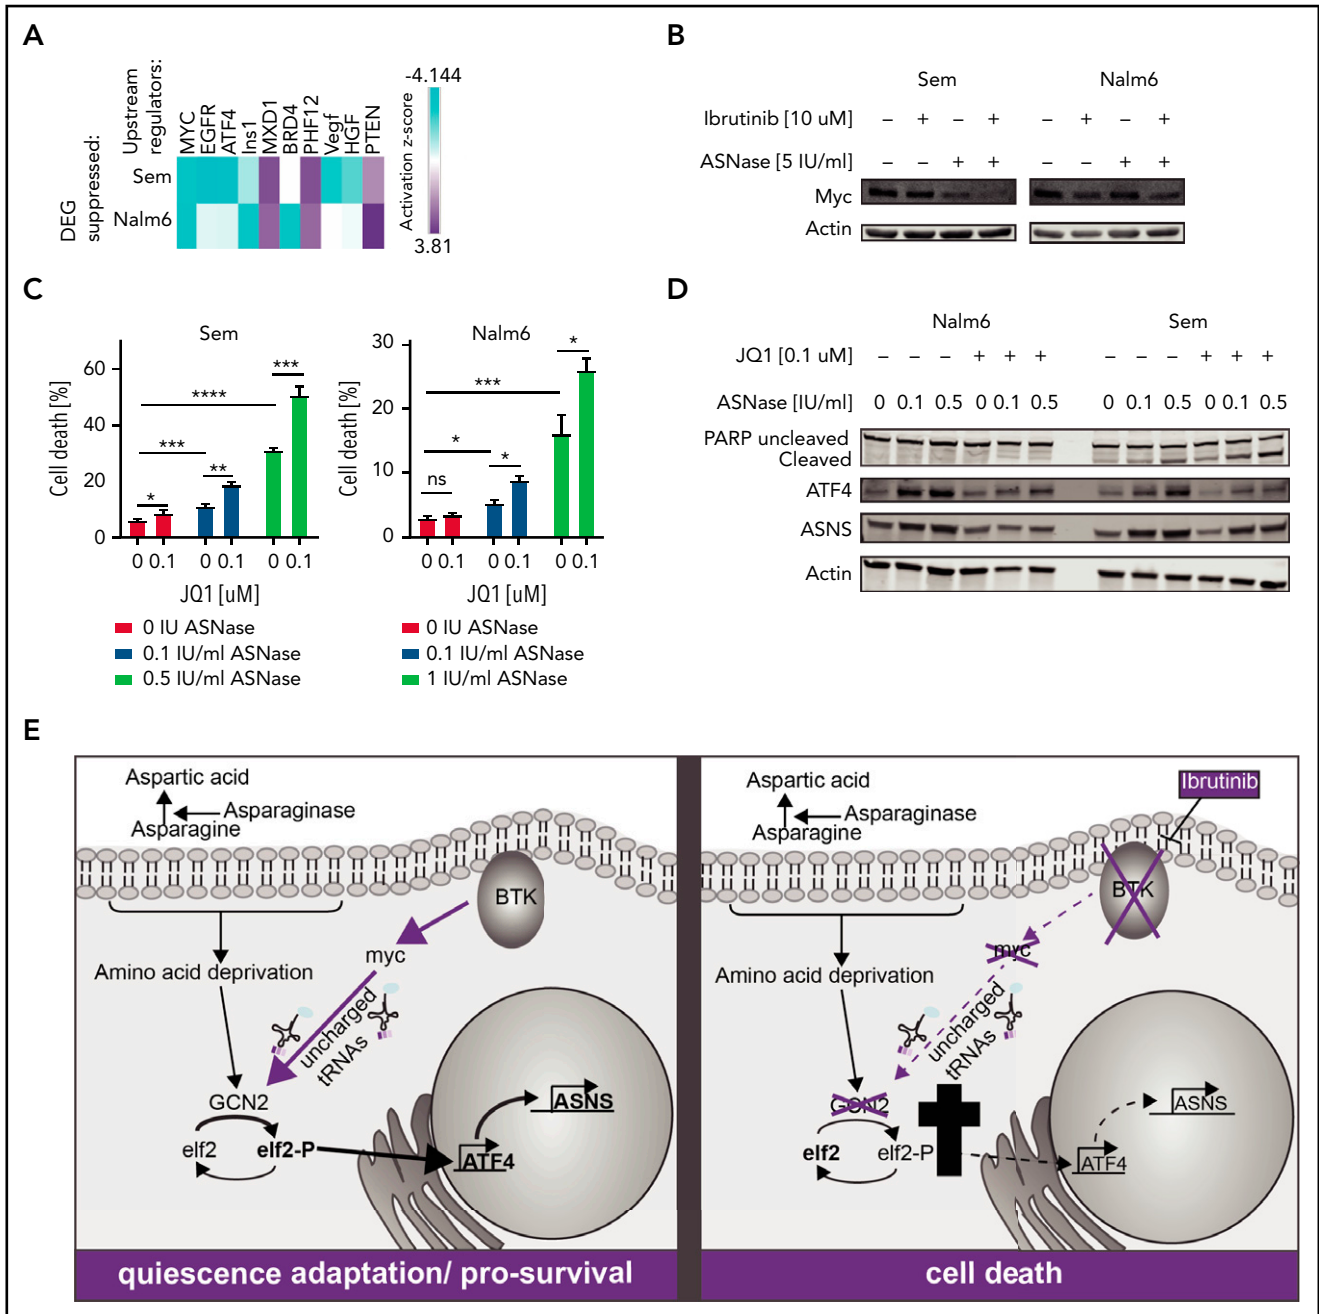 A
Upstream
regulators:
MYC
EGFR
ATF4
Ins1
MXD1
BRD4
PHF12
Vegf
HGF
PTEN
DEG
suppressed:
Sem
Nalm6
-4.144
Activation z-score
3.81
B
Sem Nalm6
Ibrutinib [10 uM] – + – + – + – +
ASNase [5 IU/ml] – – + + – – + +
Myc
Actin
C
Sem
Cell death [%]
60
40
20
0
* *** ** **** ***
0 0.1 0 0.1 0 0.1
JQ1 [uM]
0 IU ASNase
0.1 IU/ml ASNase
0.5 IU/ml ASNase
Nalm6
Cell death [%]
30
20
10
0
ns * * *** *
0 0.1 0 0.1 0 0.1
JQ1 [uM]
0 IU ASNase
0.1 IU/ml ASNase
1 IU/ml ASNase
D
Nalm6 Sem
JQ1 [0.1 uM] – – – + + + – – – + + +
ASNase [IU/ml] 0 0.1 0.5 0 0.1 0.5 0 0.1 0.5 0 0.1 0.5
PARP uncleaved
Cleaved
ATF4
ASNS
Actin
E
Aspartic acid
Asparaginase
Asparagine
BTK
myc
Amino acid deprivation
uncharged
tRNAs
GCN2
elf2
elf2-P
ATF4
ASNS
quiescence adaptation/ pro-survival
Ibrutinib
Aspartic acid
Asparaginase
Asparagine
BTK
myc
Amino acid deprivation
uncharged
tRNAs
GCN2
elf2
elf2-P
ATF4
ASNS
cell death